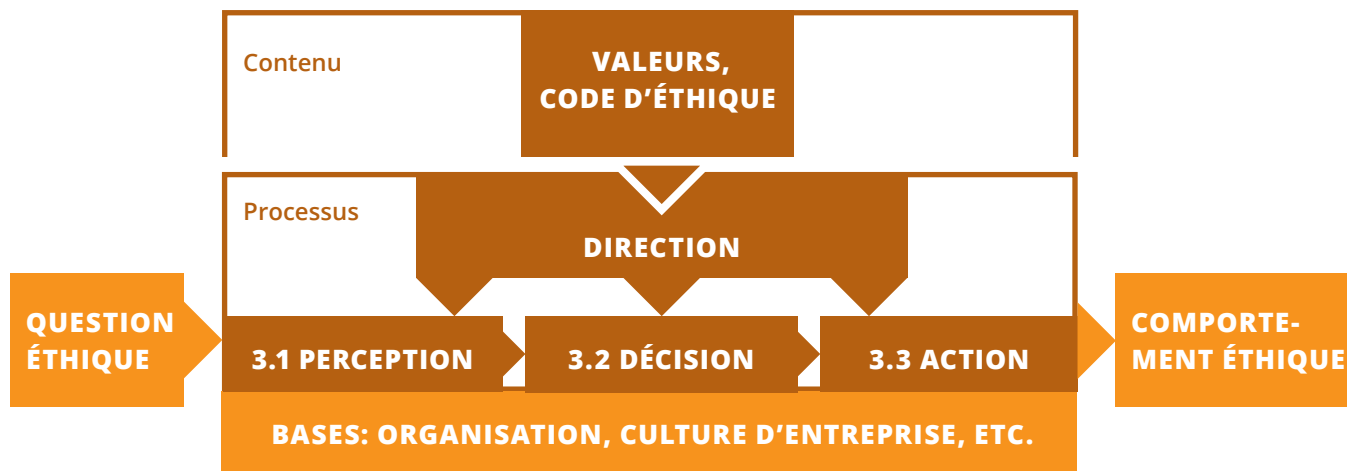 Contenu
VALEURS,
CODE D’ÉTHIQUE
Processus
DIRECTION
QUESTION
ÉTHIQUE
3.1 PERCEPTION
3.2 DÉCISION
3.3 ACTION
COMPORTE-
MENT ÉTHIQUE
BASES: ORGANISATION, CULTURE D’ENTREPRISE, ETC.